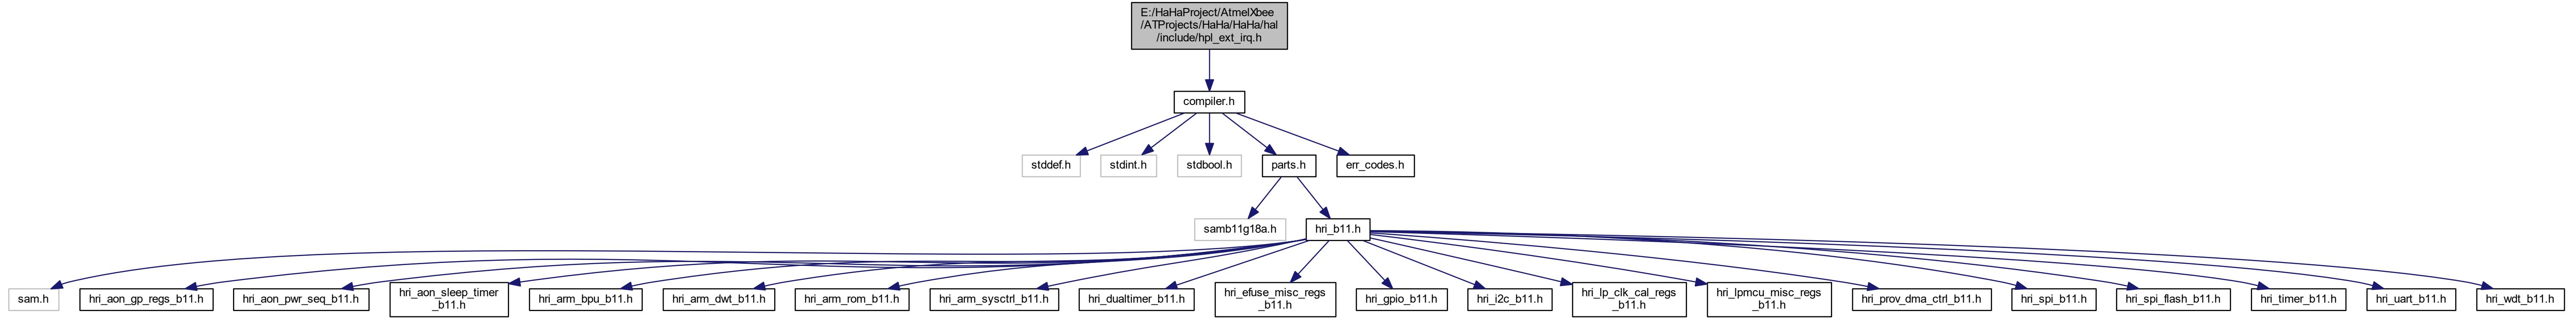 E:/HaHaProject/AtmelXbee
/ATProjects/HaHa/HaHa/hal
/include/hpl_ext_irq.h
compiler.h
stddef.h
stdint.h
stdbool.h
parts.h
err_codes.h
samb11g18a.h
hri_b11.h
sam.h
hri_aon_gp_regs_b11.h
hri_aon_pwr_seq_b11.h
hri_aon_sleep_timer
_b11.h
hri_arm_bpu_b11.h
hri_arm_dwt_b11.h
hri_arm_rom_b11.h
hri_arm_sysctrl_b11.h
hri_dualtimer_b11.h
hri_efuse_misc_regs
_b11.h
hri_gpio_b11.h
hri_i2c_b11.h
hri_lp_clk_cal_regs
_b11.h
hri_lpmcu_misc_regs
_b11.h
hri_prov_dma_ctrl_b11.h
hri_spi_b11.h
hri_spi_flash_b11.h
hri_timer_b11.h
hri_uart_b11.h
hri_wdt_b11.h